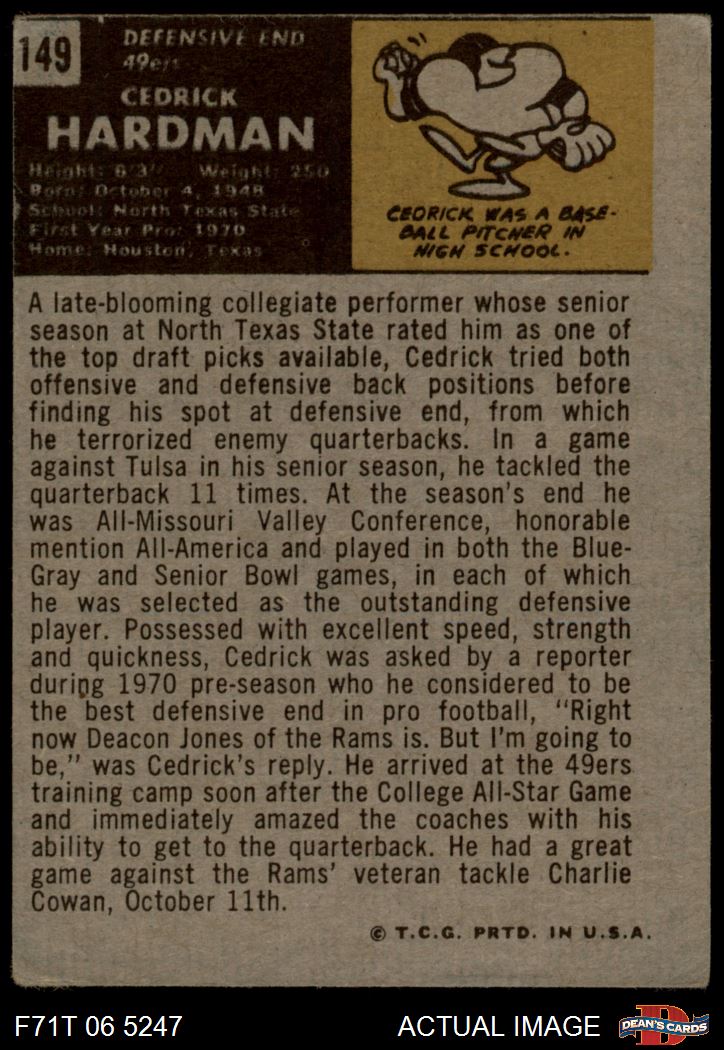 149
DEFENSIVE END
49ers
CEDRICK
HARDMAN
Height: 6'3" Weight: 250
Born: October 4, 1948
School: North Texas State
First Year Pro: 1970
Home: Houston, Texas
CEDRICK WAS A BASE-
BALL PITCHER IN
HIGH SCHOOL.
A late-blooming collegiate performer whose senior
season at North Texas State rated him as one of
the top draft picks available, Cedrick tried both
offensive and defensive back positions before
finding his spot at defensive end, from which
he terrorized enemy quarterbacks. In a game
against Tulsa in his senior season, he tackled the
quarterback 11 times. At the season's end he
was All-Missouri Valley Conference, honorable
mention All-America and played in both the Blue-
Gray and Senior Bowl games, in each of which
he was selected as the outstanding defensive
player. Possessed with excellent speed, strength
and quickness, Cedrick was asked by a reporter
during 1970 pre-season who he considered to be
the best defensive end in pro football, "Right
now Deacon Jones of the Rams is. But I'm going to
be," was Cedrick's reply. He arrived at the 49ers
training camp soon after the College All-Star Game
and immediately amazed the coaches with his
ability to get to the quarterback. He had a great
game against the Rams' veteran tackle Charlie
Cowan, October 11th.
© T.C.G. PRTD. IN U.S.A.
F71T 06 5247 ACTUAL IMAGE D DEAN'S CARDS